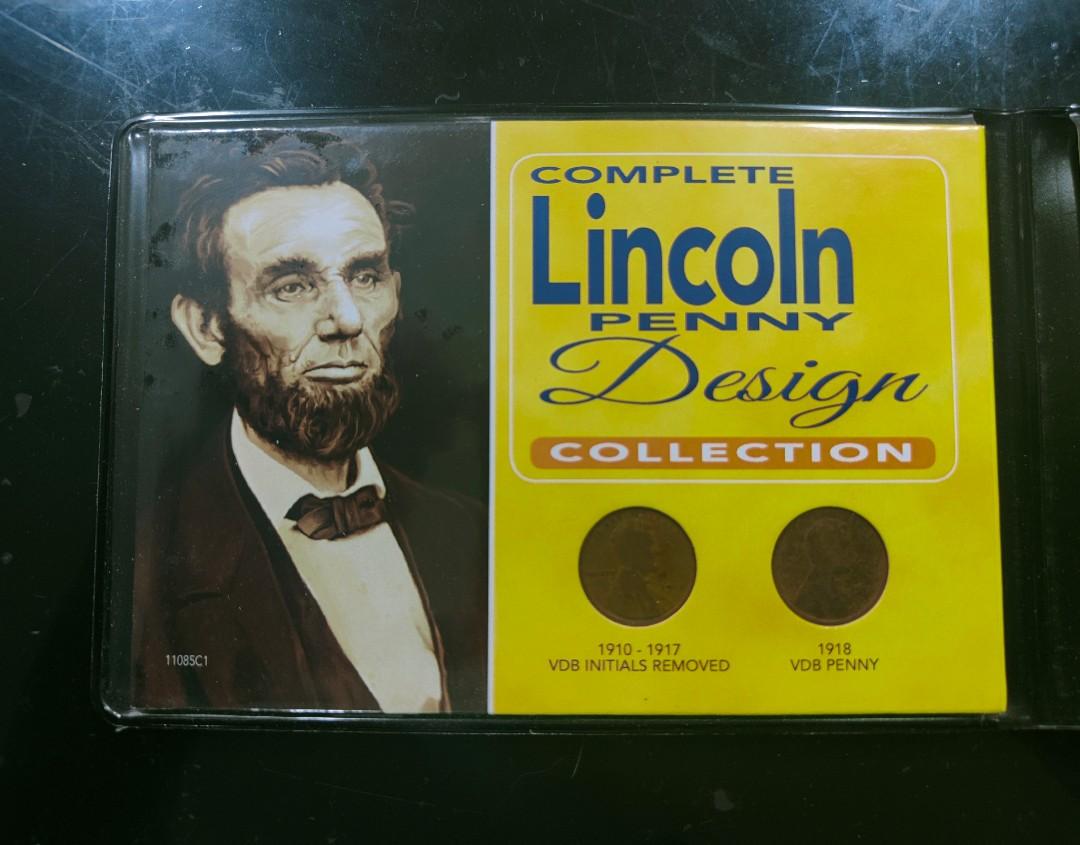 COMPLETE
Lincoln
PENNY
Design
COLLECTION
1910 - 1917
VDB INITIALS REMOVED
1918
VDB PENNY
11085C1